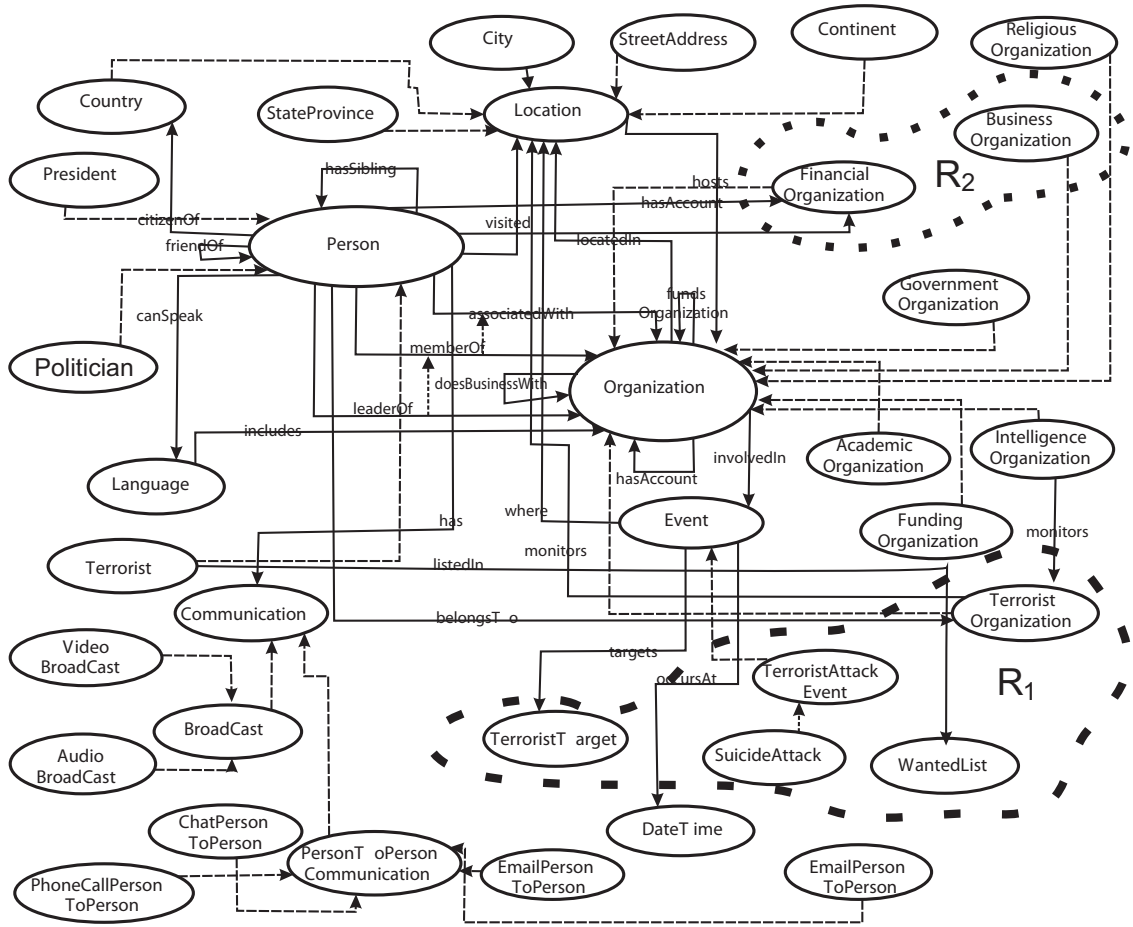 City
StreetAddress
Continent
Religious
Organization
Country
StateProvince
Location
Business
Organization
President
hasSibling
hosts
Financial
Organization
R2
hasAccount
citizenOf
visited
Person
friendOf
locatedIn
canSpeak
associatedWith
funds
Organization
Government
Organization
Politician
memberOf
doesBusinessWith
Organization
leaderOf
includes
Academic
Organization
Intelligence
Organization
involvedIn
hasAccount
Language
has
where
Event
Funding
Organization
monitors
monitors
Terrorist
listedIn
Communication
belongsT o
Terrorist
Organization
Video
BroadCast
targets
occursAt
TerroristAttack
Event
R1
BroadCast
TerroristT arget
SuicideAttack
WantedList
Audio
BroadCast
ChatPerson
ToPerson
DateT ime
PersonT oPerson
Communication
EmailPerson
ToPerson
EmailPerson
ToPerson
PhoneCallPerson
ToPerson